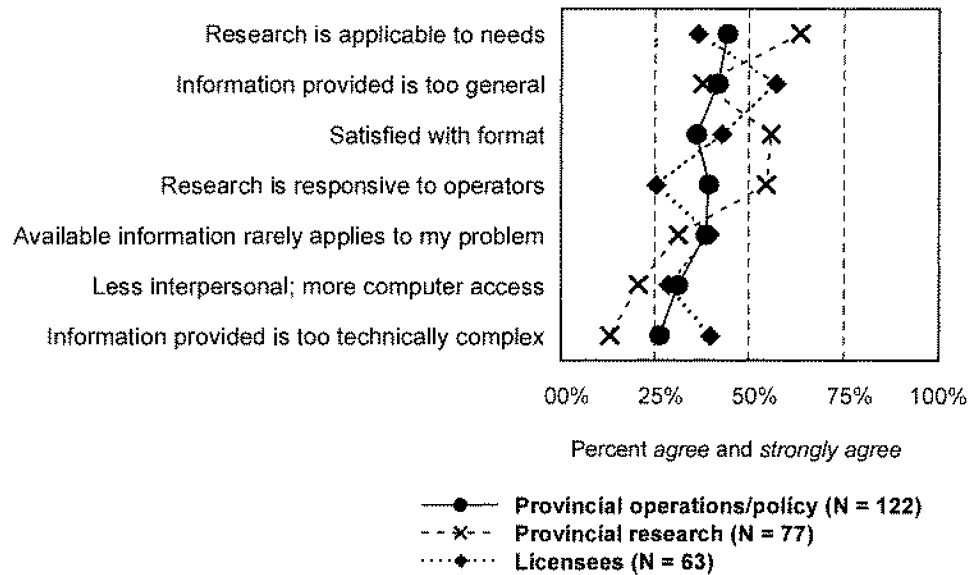 Research is applicable to needs
Information provided is too general
Satisfied with format
Research is responsive to operators
Available information rarely applies to my problem
Less interpersonal; more computer access
Information provided is too technically complex
00% 25% 50% 75% 100%
Percent agree and strongly agree
Provincial operations/policy (N = 122)
Provincial research (N = 77)
Licensees (N = 63)